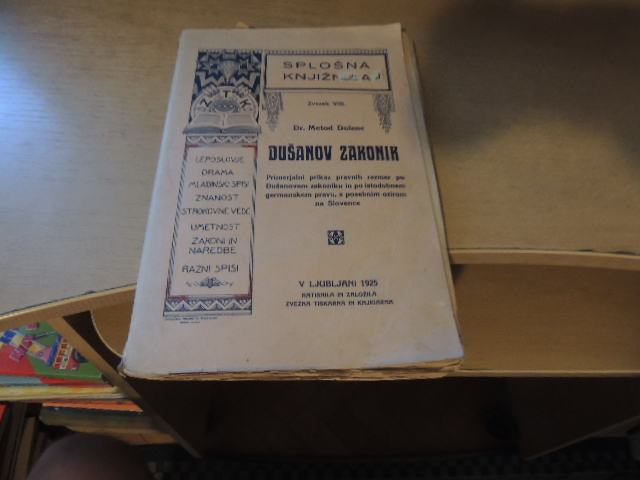 SPLOŠNA
KNJIŽNICA
Zvezek VIII.
Dr. Metod Dolenc
DUŠANOV ZAKONIK
Primerjalni prikaz pravnih razmer po
Dušanovem zakoniku in po istodobnem
germanskem pravu, s posebnim ozirom
na Slovence
V LJUBLJANI 1925
NATISNILA IN ZALOŽILA
ZVEZNA TISKARNA IN KNJIGARNA
Z T K
LEPOSLOVJE
DRAMA
MLADINSKI SPISI
ZNANOST
STROKOVNE VEDE
UMETNOST
ZAKONI IN
NAREDBE
RAZNI SPISI